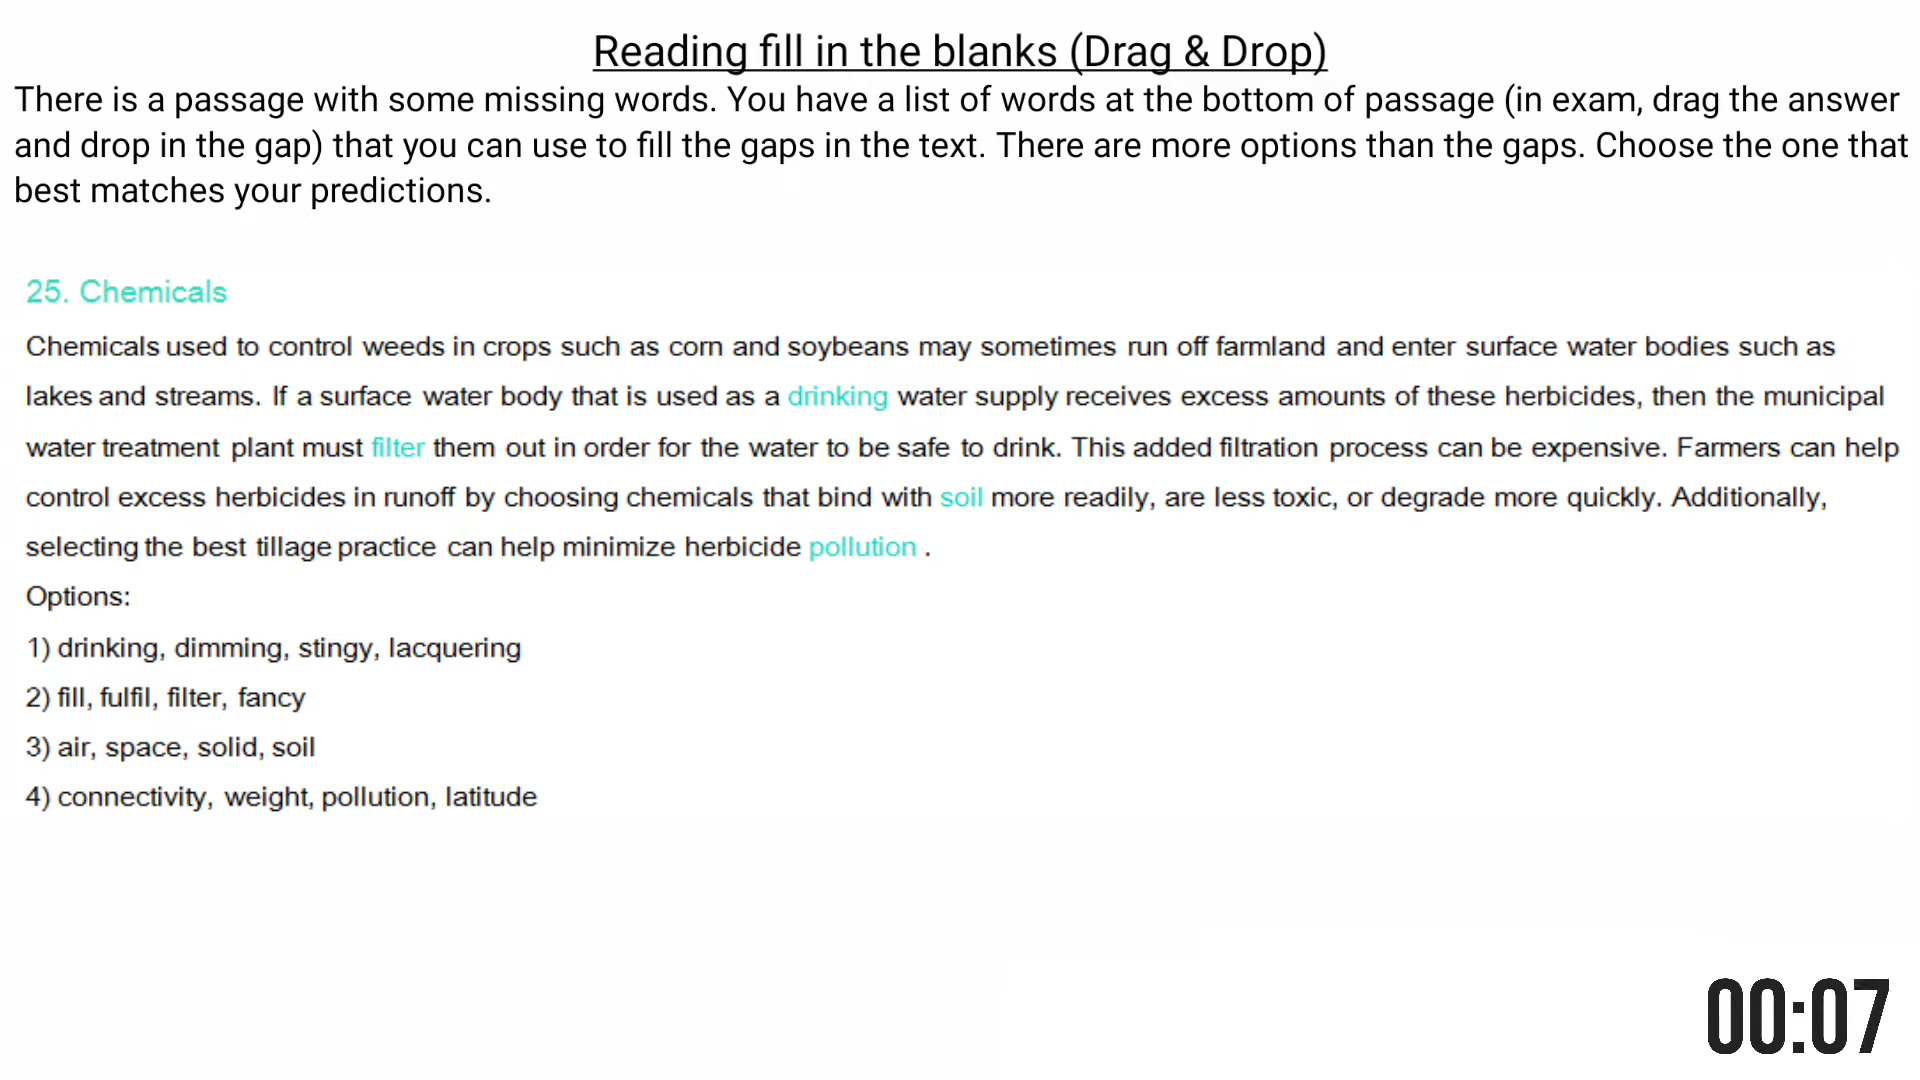 Reading fill in the blanks (Drag & Drop)
There is a passage with some missing words. You have a list of words at the bottom of passage (in exam, drag the answer
and drop in the gap) that you can use to fill the gaps in the text. There are more options than the gaps. Choose the one that
best matches your predictions.
25. Chemicals
Chemicals used to control weeds in crops such as corn and soybeans may sometimes run off farmland and enter surface water bodies such as
lakes and streams. If a surface water body that is used as a drinking water supply receives excess amounts of these herbicides, then the municipal
water treatment plant must filter them out in order for the water to be safe to drink. This added filtration process can be expensive. Farmers can help
control excess herbicides in runoff by choosing chemicals that bind with soil more readily, are less toxic, or degrade more quickly. Additionally,
selecting the best tillage practice can help minimize herbicide pollution .
Options:
1) drinking, dimming, stingy, lacquering
2) fill, fulfil, filter, fancy
3) air, space, solid, soil
4) connectivity, weight, pollution, latitude
00:07